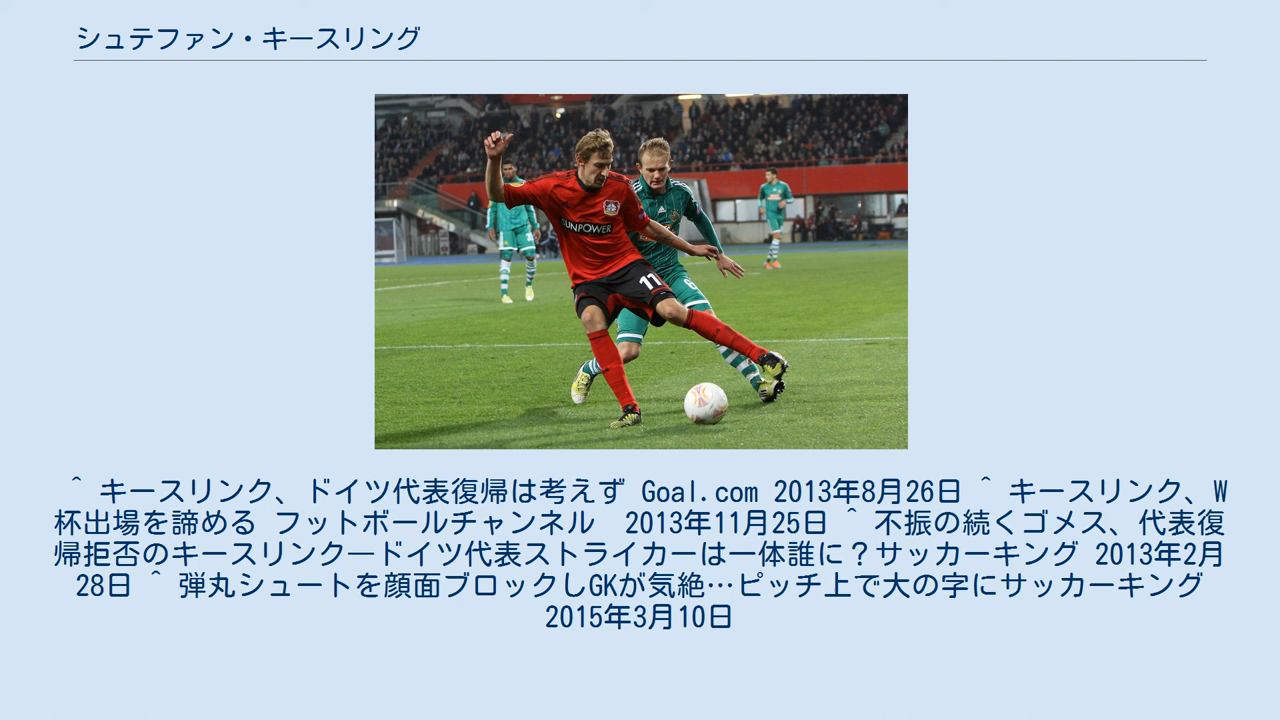 シュテファン・キースリング
SUNPOWER
11
6
^ キースリンク、ドイツ代表復帰は考えず Goal.com 2013年8月26日 ^ キースリンク、W
杯出場を諦める フットボールチャンネル　2013年11月25日 ^ 不振の続くゴメス、代表復
帰拒否のキースリンク―ドイツ代表ストライカーは一体誰に？サッカーキング 2013年2月
28日 ^ 弾丸シュートを顔面ブロックしGKが気絶…ピッチ上で大の字にサッカーキング
2015年3月10日